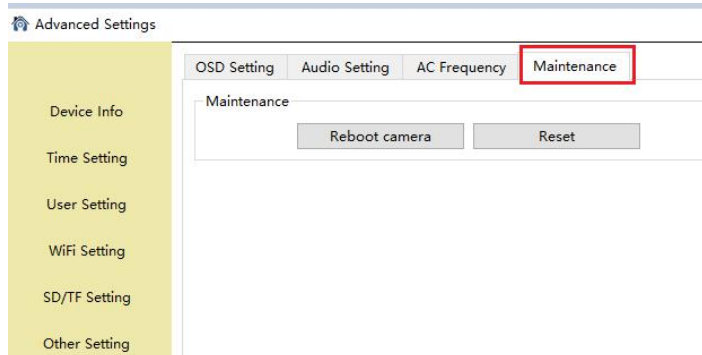 Advanced Settings
OSD Setting Audio Setting AC Frequency Maintenance
Maintenance
Reboot camera Reset
Device Info
Time Setting
User Setting
WiFi Setting
SD/TF Setting
Other Setting